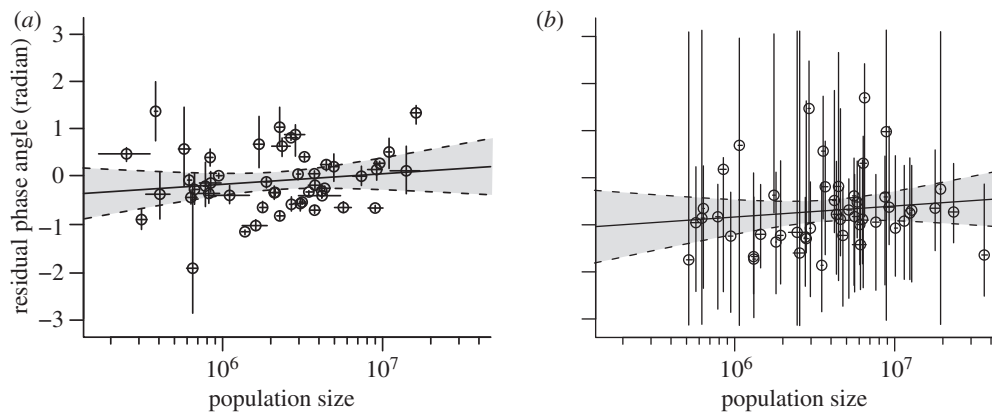 (a)
(b)
residual phase angle (radian)
3
2
1
0
−1
−2
−3
10^6
10^7
10^6
10^7
population size
population size